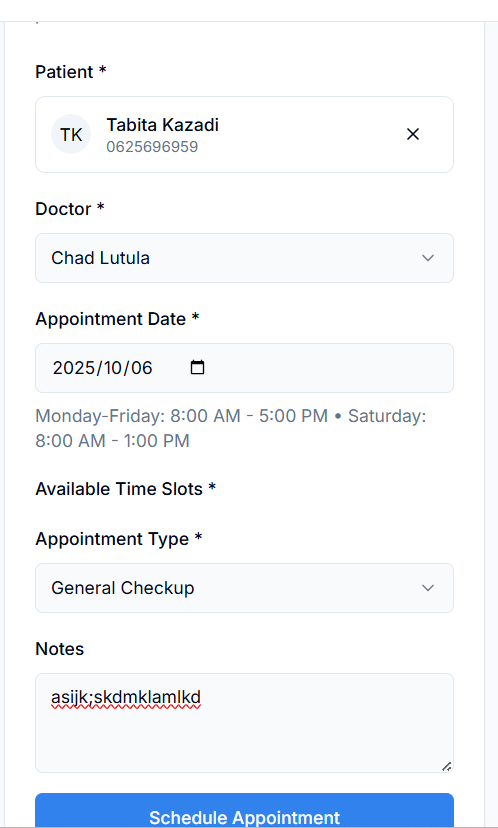 Patient *
TK
Tabita Kazadi
0625696959
Doctor *
Chad Lutula
Appointment Date *
2025/10/06
Monday-Friday: 8:00 AM - 5:00 PM • Saturday:
8:00 AM - 1:00 PM
Available Time Slots *
Appointment Type *
General Checkup
Notes
asijk;skdmklamlkd
Schedule Appointment